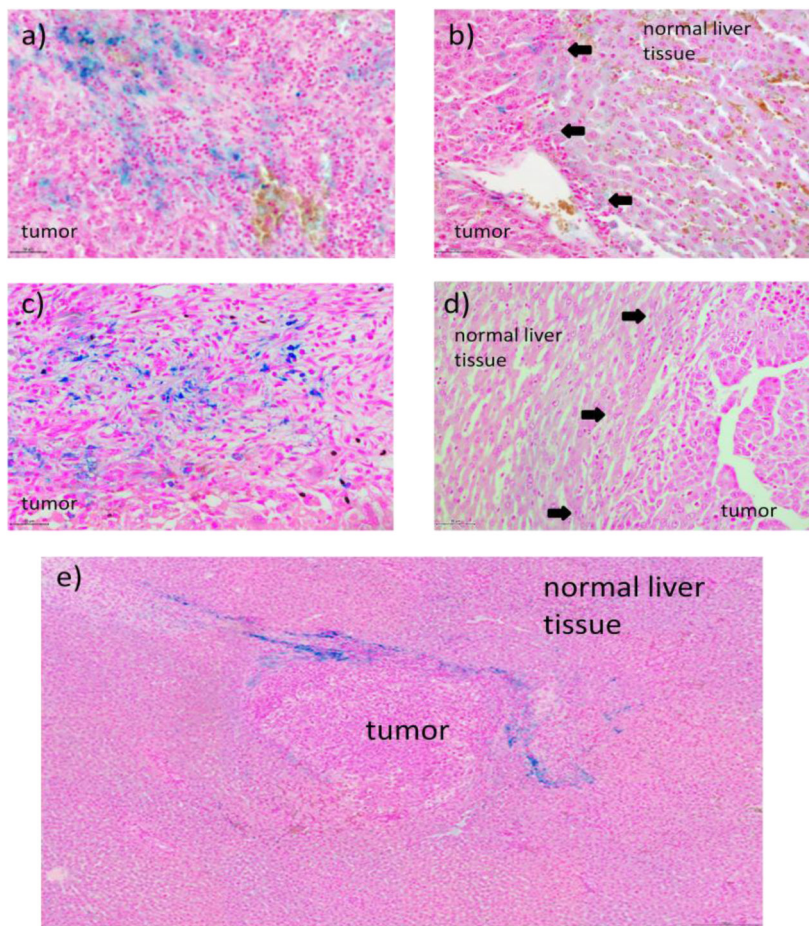 a)
tumor
b)
normal liver
tissue
tumor
c)
tumor
d)
normal liver
tissue
tumor
e)
normal liver
tissue
tumor